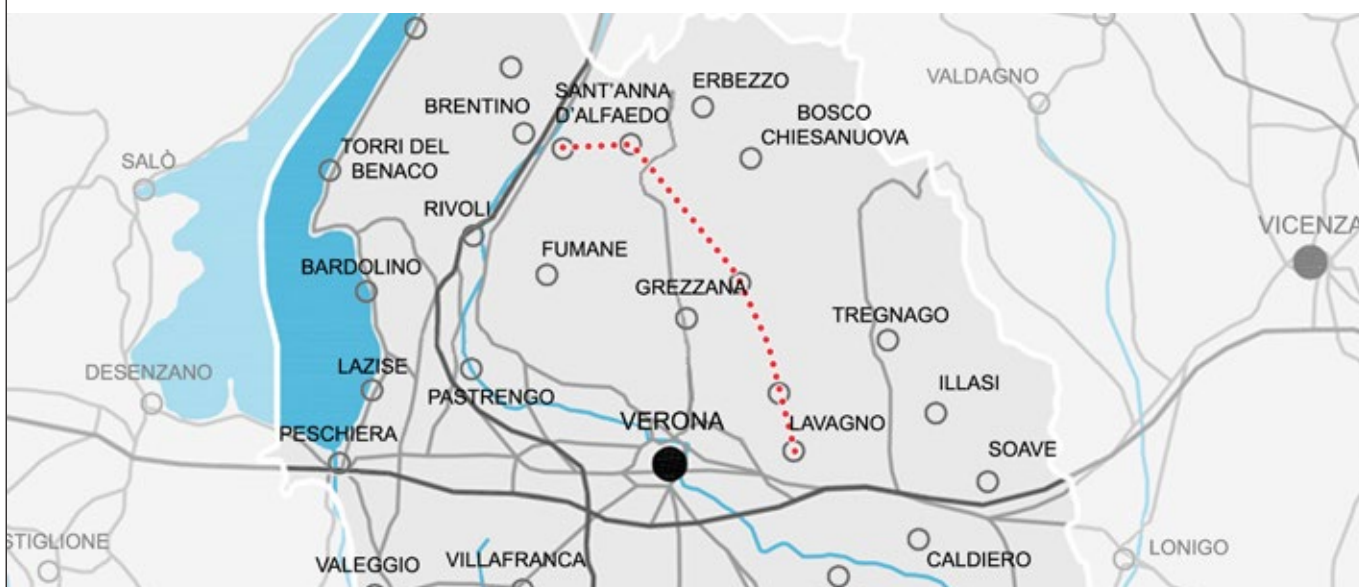 VALDAGNO
ERBEZZO
SANT'ANNA
D'ALFAEDO
BRENTINO
BOSCO
CHIESANUOVA
TORRI DEL
BENACO
SALÒ
RIVOLI
VICENZA
FUMANE
BARDOLINO
GREZZANA
TREGNAGO
LAZISE
DESENZANO
ILLASI
PASTRENGO
VERONA
LAVAGNO
PESCHIERA
SOAVE
STIGLIONE
LONIGO
VALEGGIO
VILLAFRANCA
CALDIERO